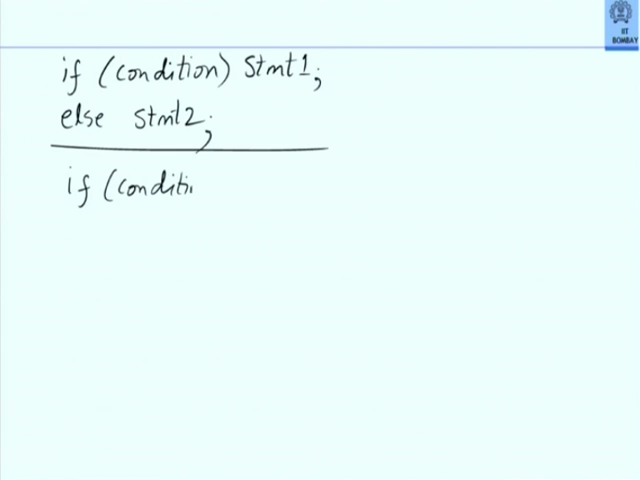 IIT
BOMBAY
if (condition) Stmt1;
else Stmt2;
if (conditi